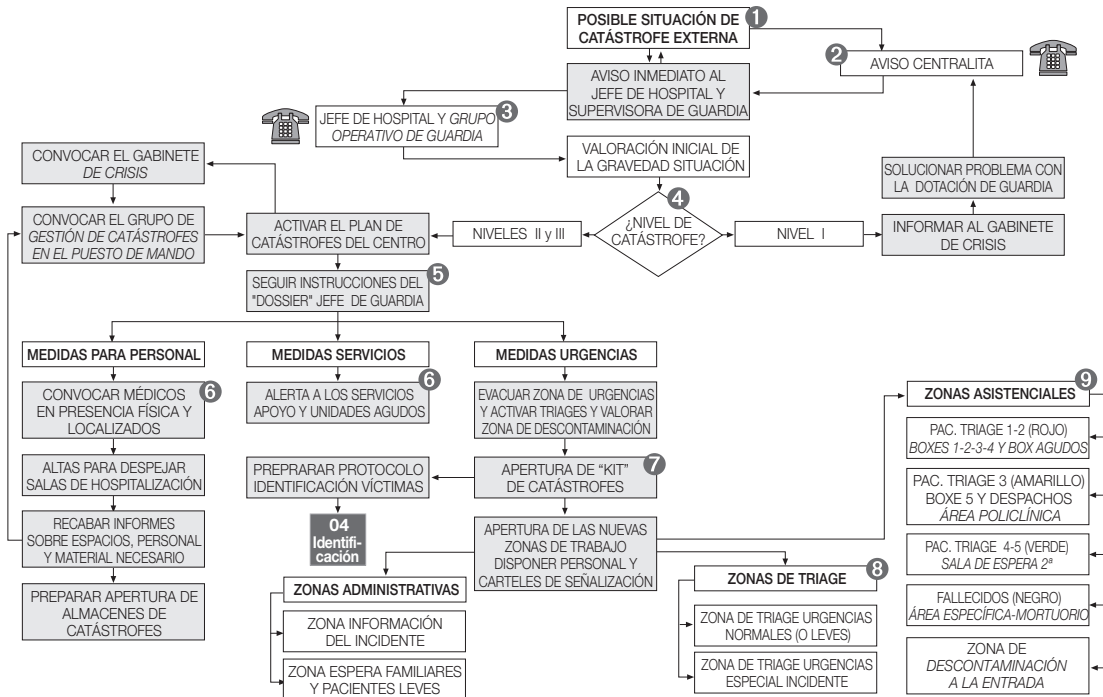 POSIBLE SITUACIÓN DE
CATÁSTROFE EXTERNA
1
2
AVISO CENTRALITA
AVISO INMEDIATO AL
JEFE DE HOSPITAL Y
SUPERVISORA DE GUARDIA
JEFE DE HOSPITAL Y GRUPO
OPERATIVO DE GUARDIA
3
VALORACIÓN INICIAL DE
LA GRAVEDAD SITUACIÓN
CONVOCAR EL GABINETE
DE CRISIS
SOLUCIONAR PROBLEMA CON
LA DOTACIÓN DE GUARDIA
CONVOCAR EL GRUPO DE
GESTIÓN DE CATÁSTROFES
EN EL PUESTO DE MANDO
ACTIVAR EL PLAN DE
CATÁSTROFES DEL CENTRO
NIVELES II y III
4
¿NIVEL DE
CATÁSTROFE?
NIVEL I
INFORMAR AL GABINETE
DE CRISIS
SEGUIR INSTRUCCIONES DEL
"DOSSIER" JEFE DE GUARDIA
5
MEDIDAS PARA PERSONAL
CONVOCAR MÉDICOS
EN PRESENCIA FÍSICA Y
LOCALIZADOS
6
ALTAS PARA DESPEJAR
SALAS DE HOSPITALIZACIÓN
RECABAR INFORMES
SOBRE ESPACIOS, PERSONAL
Y MATERIAL NECESARIO
PREPARAR APERTURA DE
ALMACENES DE
CATÁSTROFES
MEDIDAS SERVICIOS
ALERTA A LOS SERVICIOS
APOYO Y UNIDADES AGUDOS
6
MEDIDAS URGENCIAS
EVACUAR ZONA DE URGENCIAS
Y ACTIVAR TRIAGES Y VALORAR
ZONA DE DESCONTAMINACIÓN
PREPRARAR PROTOCOLO
IDENTIFICACIÓN VÍCTIMAS
APERTURA DE “KIT”
DE CATÁSTROFES
7
04
Identifi-
cación
APERTURA DE LAS NUEVAS
ZONAS DE TRABAJO
DISPONER PERSONAL Y
CARTELES DE SEÑALIZACIÓN
ZONAS ADMINISTRATIVAS
ZONA INFORMACIÓN
DEL INCIDENTE
ZONA ESPERA FAMILIARES
Y PACIENTES LEVES
ZONAS DE TRIAGE
8
ZONA DE TRIAGE URGENCIAS
NORMALES (O LEVES)
ZONA DE TRIAGE URGENCIAS
ESPECIAL INCIDENTE
ZONAS ASISTENCIALES
9
PAC. TRIAGE 1-2 (ROJO)
BOXES 1-2-3-4 Y BOX AGUDOS
PAC. TRIAGE 3 (AMARILLO)
BOXE 5 Y DESPACHOS
ÁREA POLICLÍNICA
PAC. TRIAGE 4-5 (VERDE)
SALA DE ESPERA 2ª
FALLECIDOS (NEGRO)
ÁREA ESPECÍFICA-MORTUORIO
ZONA DE
DESCONTAMINACIÓN
A LA ENTRADA